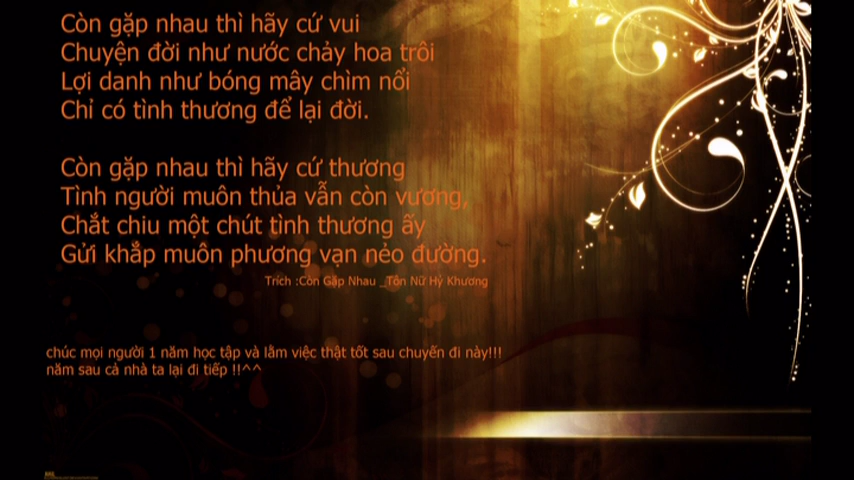 Còn gặp nhau thì hãy cứ vui
Chuyện đời như nước chảy hoa trôi
Lợi danh như bóng mây chìm nổi
Chỉ có tình thương để lại đời.
Còn gặp nhau thì hãy cứ thương
Tình người muôn thủa vẫn còn vương,
Chắt chiu một chút tình thương ấy
Gửi khắp muôn phương vạn nẻo đường.
Trích :Còn Gặp Nhau _Tôn Nữ Hỷ Khương
chúc mọi người 1 năm học tập và lằm việc thật tốt sau chuyến đi này!!!
năm sau cả nhà ta lại đi tiếp !!^^